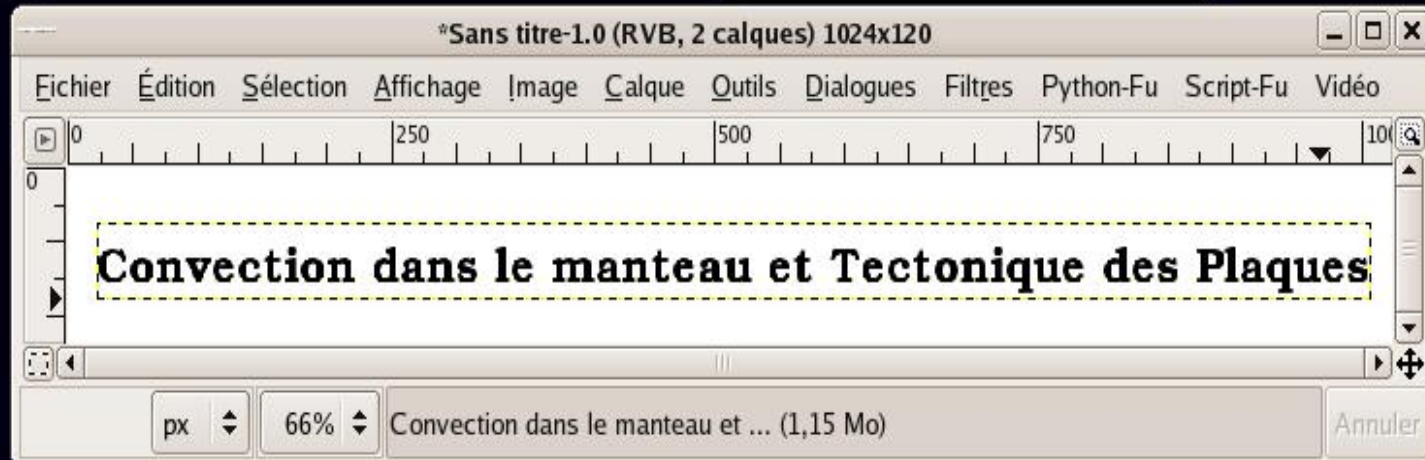 *Sans titre-1.0 (RVB, 2 calques) 1024x120
Fichier Édition Sélection Affichage Image Calque Outils Dialogues Filtres Python-Fu Script-Fu Vidéo
0 250 500 750 100
0
Convection dans le manteau et Tectonique des Plaques
px 66% Convection dans le manteau et ... (1,15 Mo) Annuler